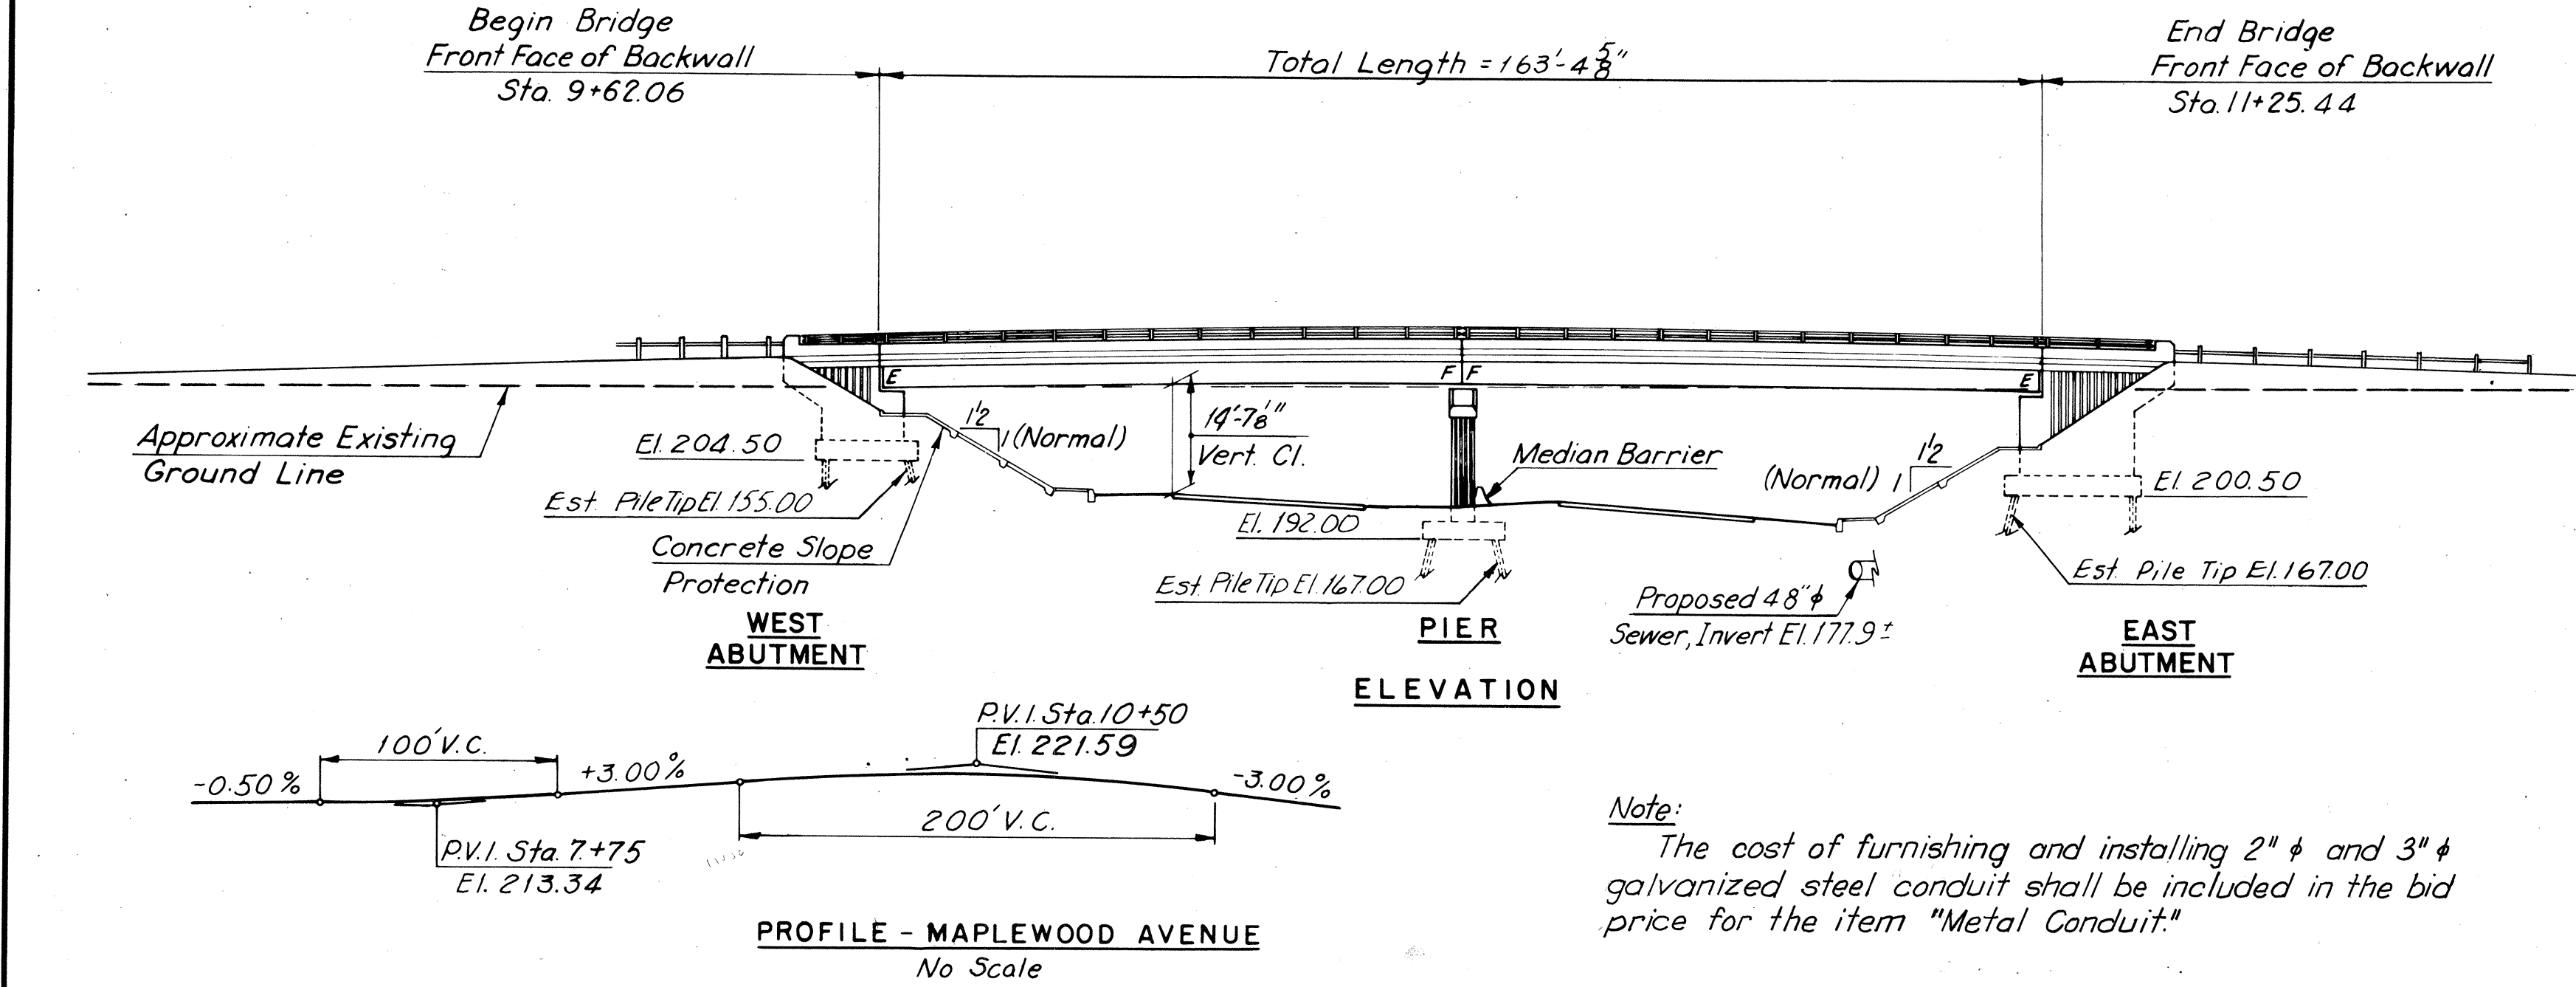 Begin Bridge
Front Face of Backwall
Sta. 9+62.06
Total Length = 163'-4 5/8"
End Bridge
Front Face of Backwall
Sta. 11+25.44
E
F F
E
Approximate Existing
Ground Line
El. 204.50
Est. Pile Tip El. 155.00
Concrete Slope
Protection
1½
1 (Normal)
14'-7⅛"
Vert. Cl.
Median Barrier
(Normal) 1
1½
El. 192.00
Est. Pile Tip El. 167.00
El. 200.50
Est. Pile Tip El. 167.00
Proposed 48" ϕ
Sewer, Invert El. 177.9±
WEST
ABUTMENT
PIER
EAST
ABUTMENT
ELEVATION
P.V.I. Sta. 10+50
El. 221.59
100' V.C.
-0.50%
+3.00%
-3.00%
200' V.C.
P.V.I. Sta. 7+75
El. 213.34
PROFILE - MAPLEWOOD AVENUE
No Scale
Note:
The cost of furnishing and installing 2" ϕ and 3" ϕ
galvanized steel conduit shall be included in the bid
price for the item "Metal Conduit."